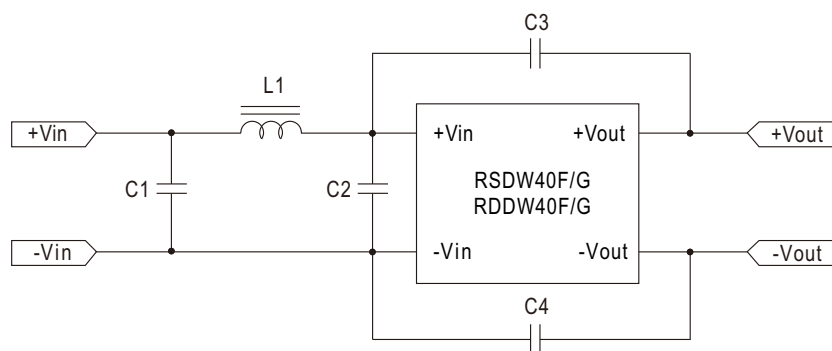 C3
L1
+Vin
+Vin
+Vout
+Vout
RSDW40F/G
C1
C2
RDDW40F/G
-Vin
-Vin
-Vout
-Vout
C4